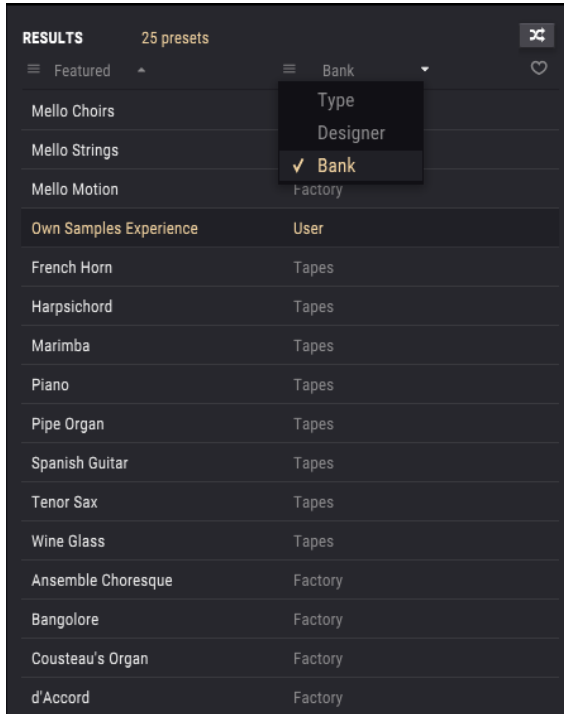 RESULTS 25 presets
Featured Bank
Mello Choirs Type
Designer
Mello Strings
✓ Bank
Mello Motion Factory
Own Samples Experience User
French Horn Tapes
Harpsichord Tapes
Marimba Tapes
Piano Tapes
Pipe Organ Tapes
Spanish Guitar Tapes
Tenor Sax Tapes
Wine Glass Tapes
Ansemble Choresque Factory
Bangolore Factory
Cousteau's Organ Factory
d'Accord Factory